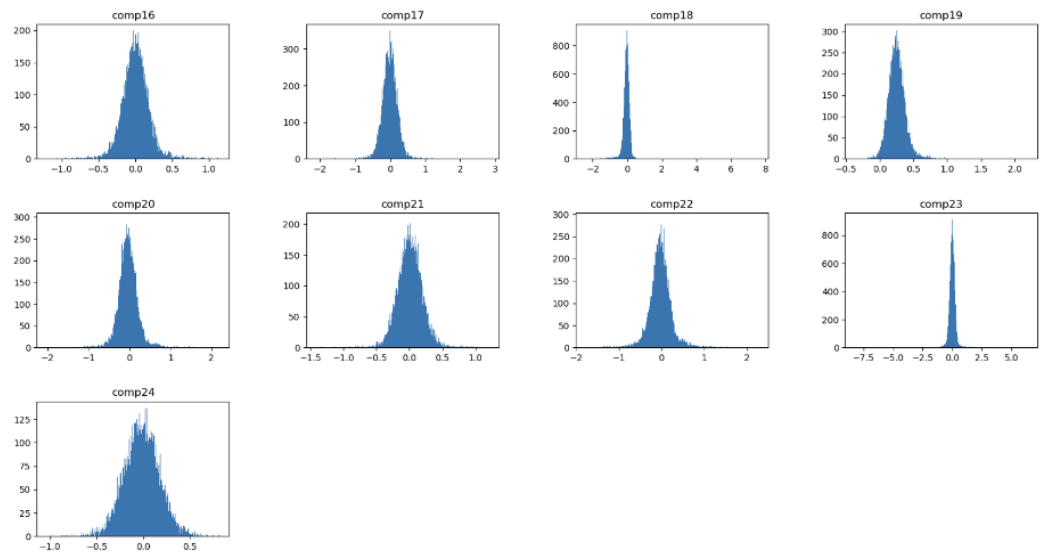 comp16 comp17 comp18 comp19
200 150 100 50 0
-1.0 -0.5 0.0 0.5 1.0
300 200 100 0
-2 -1 0 1 2 3
800 600 400 200 0
-2 0 2 4 6 8
300 250 200 150 100 50 0
-0.5 0.0 0.5 1.0 1.5 2.0
comp20 comp21 comp22 comp23
300 250 200 150 100 50 0
-2 -1 0 1 2
200 150 100 50 0
-1.5 -1.0 -0.5 0.0 0.5 1.0
300 250 200 150 100 50 0
-2 -1 0 1 2
800 600 400 200 0
-7.5 -5.0 -2.5 0.0 2.5 5.0
comp24
125 100 75 50 25 0
-1.0 -0.5 0.0 0.5